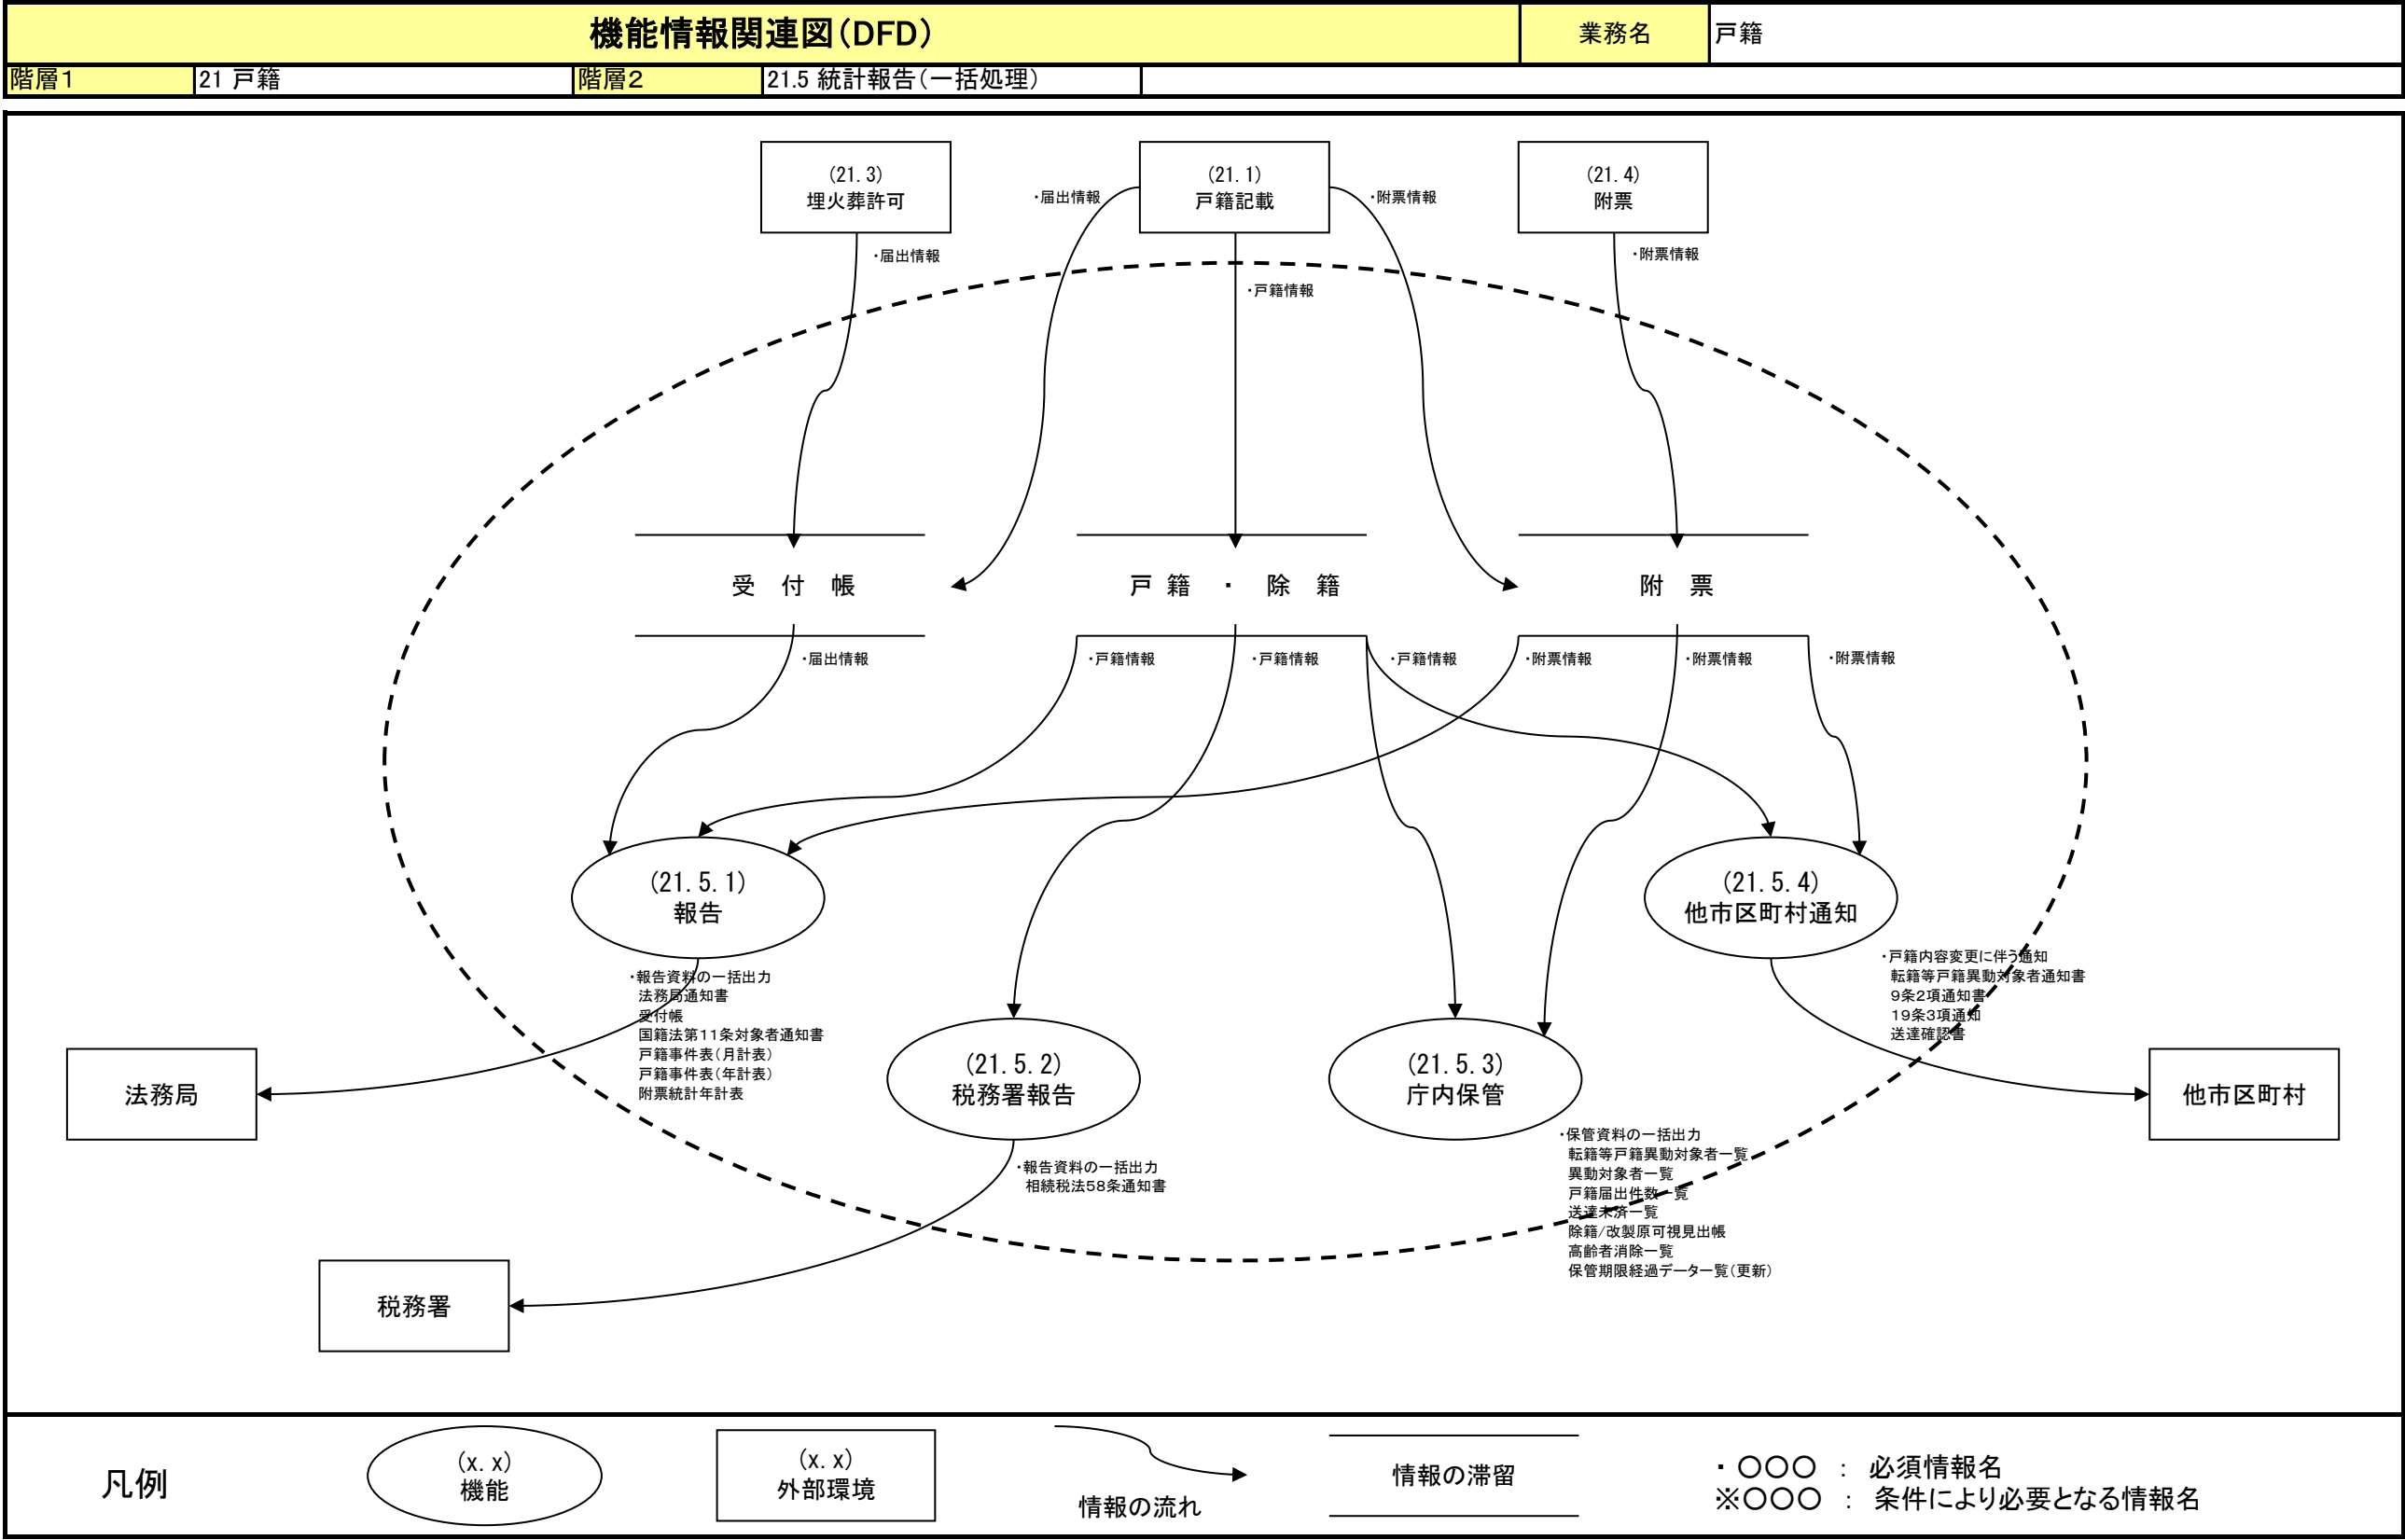 機能情報関連図(DFD)
業務名
戸籍
階層1
21 戸籍
階層2
21.5 統計報告(一括処理)
(21.3)
埋火葬許可
(21.1)
戸籍記載
(21.4)
附票
・届出情報
・附票情報
・届出情報
・附票情報
・戸籍情報
受 付 帳
戸 籍 ・ 除 籍
附 票
・届出情報
・戸籍情報
・戸籍情報
・戸籍情報
・附票情報
・附票情報
・附票情報
(21.5.1)
報告
(21.5.4)
他市区町村通知
・報告資料の一括出力
法務局通知書
受付帳
国籍法第11条対象者通知書
戸籍事件表(月計表)
戸籍事件表(年計表)
附票統計年計表
・戸籍内容変更に伴う通知
転籍等戸籍異動対象者通知書
9条2項通知書
19条3項通知
送達確認書
(21.5.2)
税務署報告
(21.5.3)
庁内保管
法務局
他市区町村
・報告資料の一括出力
相続税法58条通知書
・保管資料の一括出力
転籍等戸籍異動対象者一覧
異動対象者一覧
戸籍届出件数一覧
送達未済一覧
除籍/改製原可視見出帳
高齢者消除一覧
保管期限経過データ一覧(更新)
税務署
凡例
(x.x)
機能
(x.x)
外部環境
情報の流れ
情報の滞留
・ 〇〇〇 : 必須情報名
※〇〇〇 : 条件により必要となる情報名